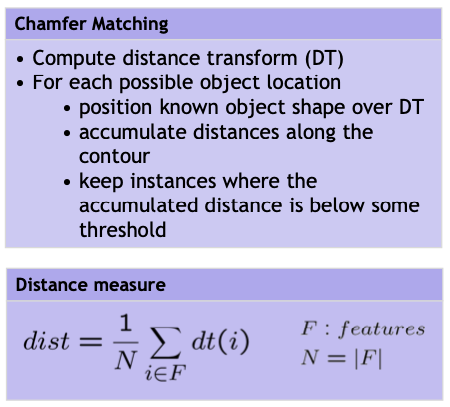 Chamfer Matching
• Compute distance transform (DT)
• For each possible object location
• position known object shape over DT
• accumulate distances along the
contour
• keep instances where the
accumulated distance is below some
threshold
Distance measure
dist = \frac{1}{N} \sum_{i \in F} dt(i)
F : features
N = |F|